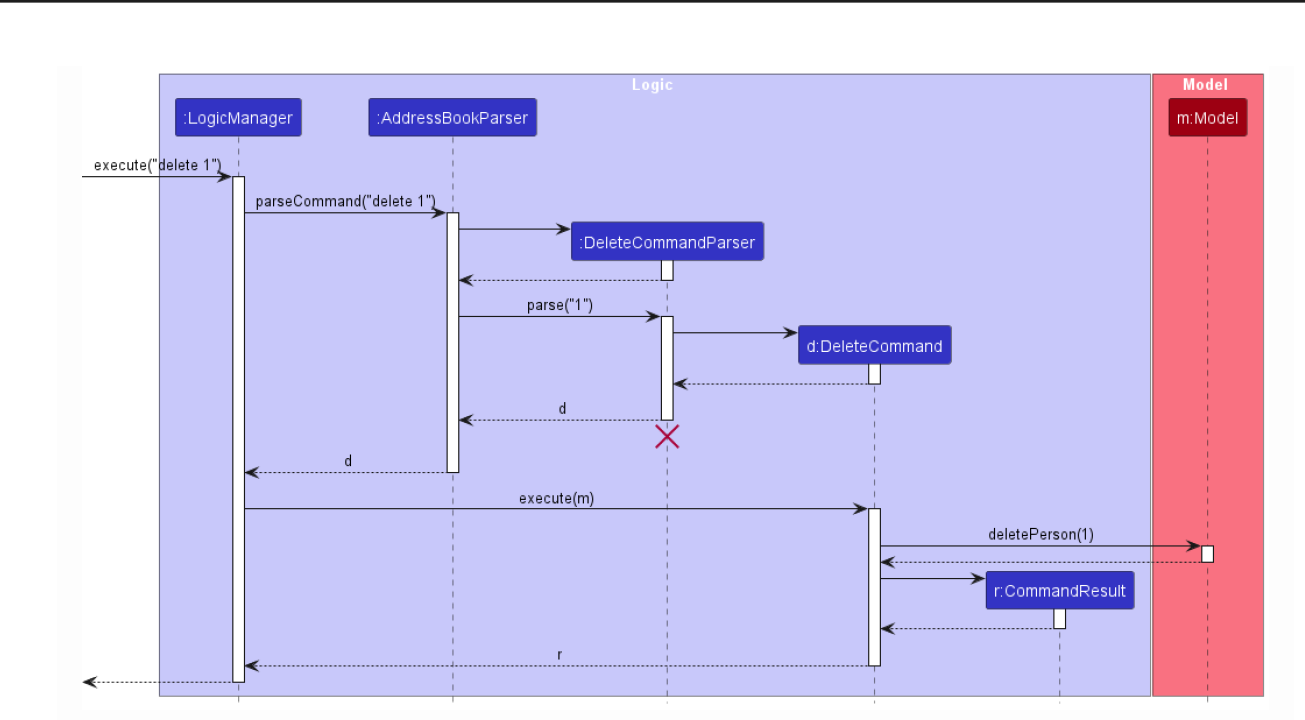 Logic
Model
:LogicManager
:AddressBookParser
m:Model
execute("delete 1")
parseCommand("delete 1")
:DeleteCommandParser
parse("1")
d:DeleteCommand
d
d
execute(m)
deletePerson(1)
r:CommandResult
r